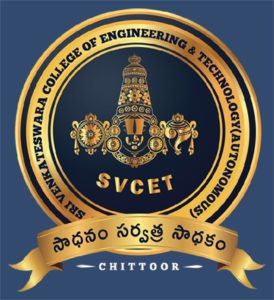 SRI VENKATESWARA COLLEGE OF ENGINEERING & TECHNOLOGY(AUTONOMOUS)
SVCET
సాధనం సర్వత్ర సాధకం
CHITTOOR